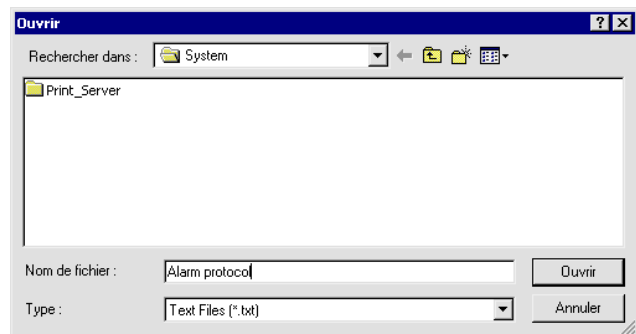 Ouvrir
Rechercher dans : System
Print_Server
Nom de fichier : Alarm protocol Ouvrir
Type : Text Files (*.txt) Annuler